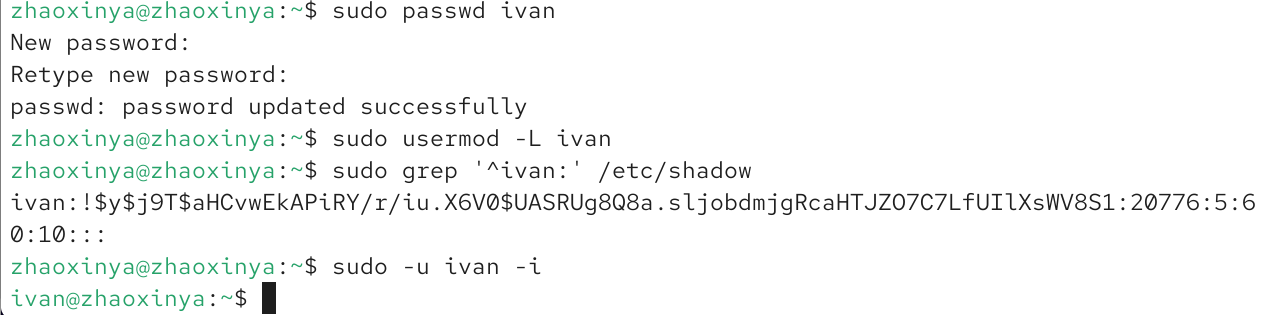 zhaoxinya@zhaoxinya:~$ sudo passwd ivan
New password:
Retype new password:
passwd: password updated successfully
zhaoxinya@zhaoxinya:~$ sudo usermod -L ivan
zhaoxinya@zhaoxinya:~$ sudo grep '^ivan:' /etc/shadow
ivan:!$y$j9T$aHCvwEkAPiRY/r/iu.X6V0$UASRUg8Q8a.sljobdmjgRcaHTJZO7C7LfUIlXsWV8S1:20776:5:6
0:10:::
zhaoxinya@zhaoxinya:~$ sudo -u ivan -i
ivan@zhaoxinya:~$